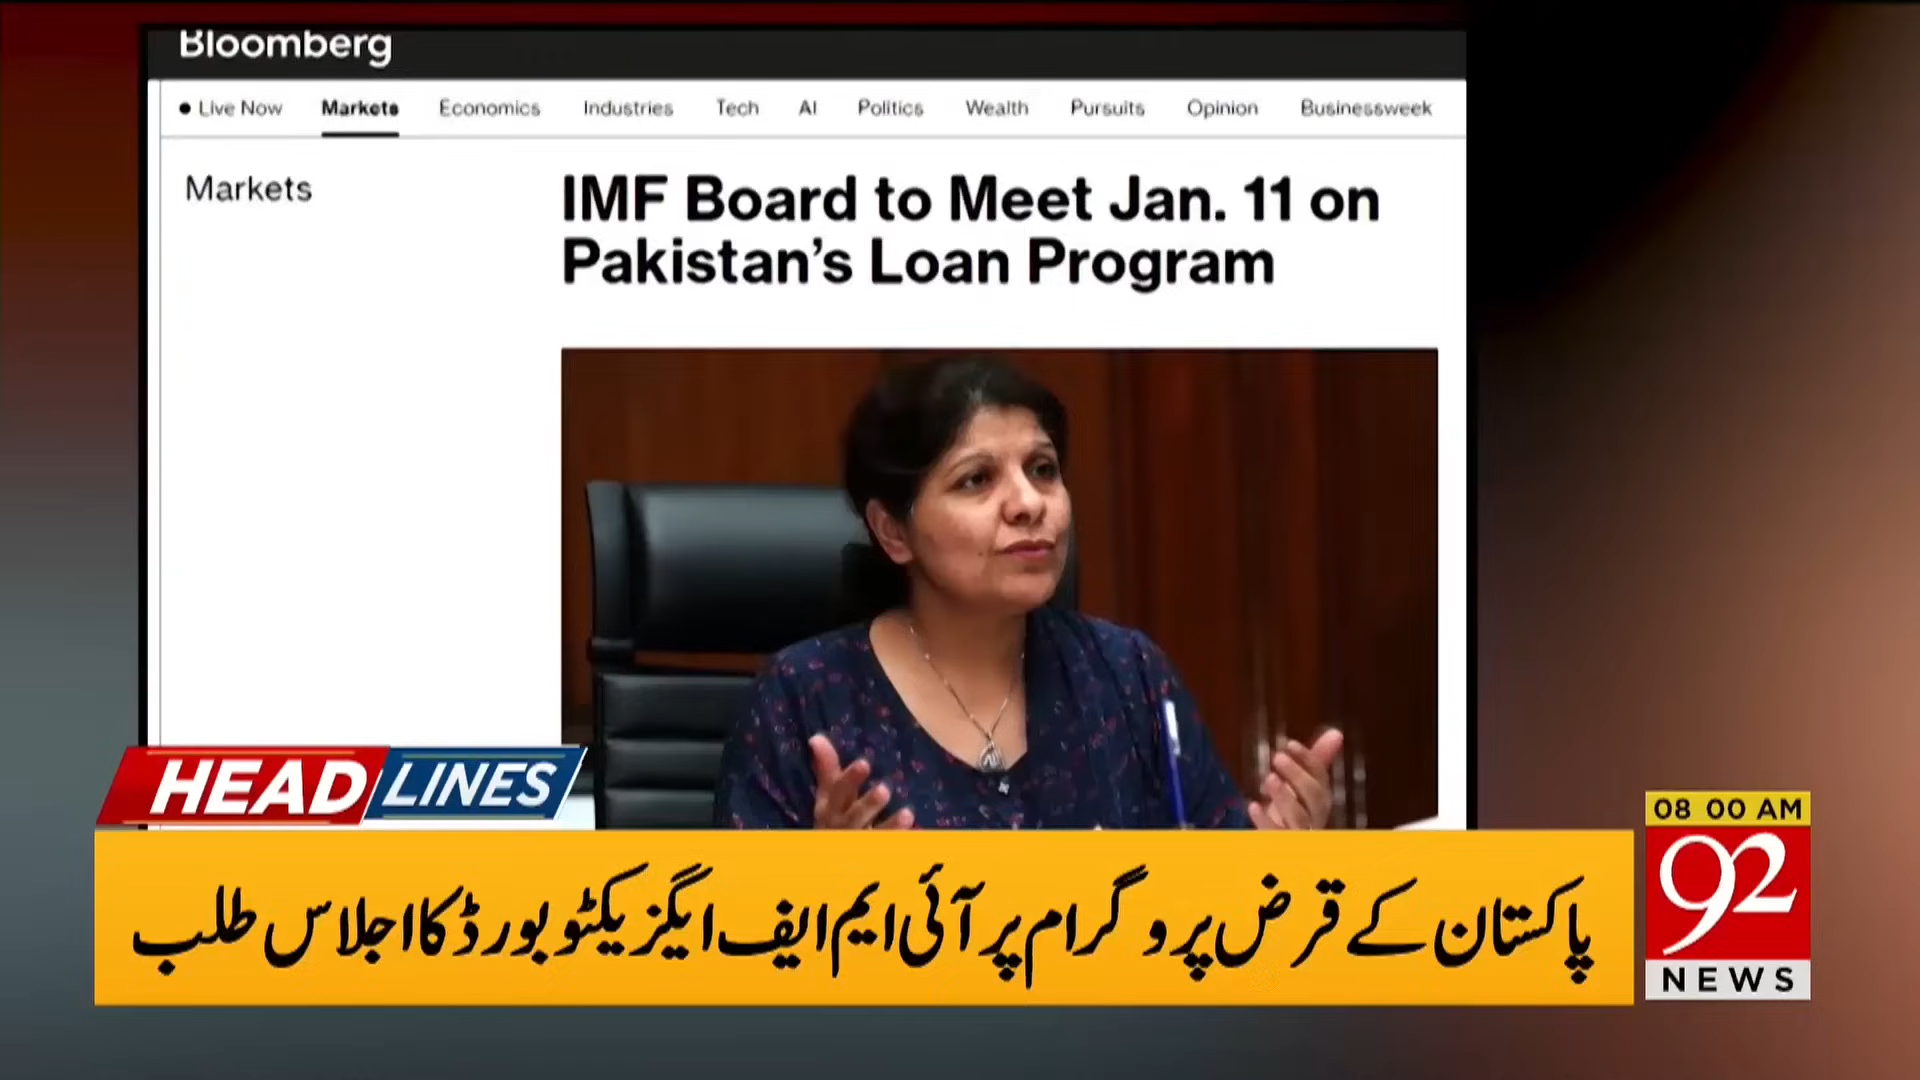 Bloomberg
Live Now Markets Economics Industries Tech AI Politics Wealth Pursuits Opinion Businessweek
Markets
IMF Board to Meet Jan. 11 on
Pakistan's Loan Program
HEADLINES
پاکستان کے قرض پروگرام پر آئی ایم ایف ایگزیکٹو بورڈ کا اجلاس طلب
08 00 AM
92
NEWS